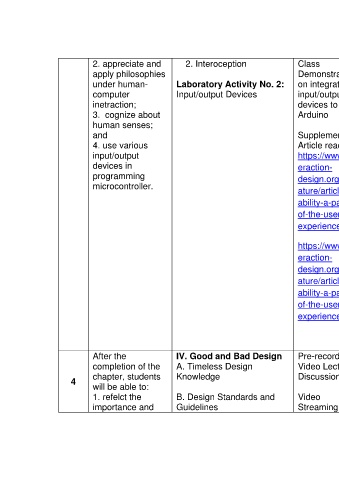 2. appreciate and
apply philosophies
under human-
computer
inetraction;
3.  cognize about
human senses;
and
4. use various
input/output
devices in
programming
microcontroller.
2. Interoception
Laboratory Activity No. 2:
Input/output Devices
Class
Demonstra
on integrat
input/outpu
devices to
Arduino
Supplemen
Article read
https://www
eraction-
design.org
ature/articl
ability-a-pa
of-the-user
experience
https://www
eraction-
design.org
ature/articl
ability-a-pa
of-the-user
experience
4
After the
completion of the
chapter, students
will be able to:
1. refelct the
importance and
IV. Good and Bad Design
A. Timeless Design
Knowledge
B. Design Standards and
Guidelines
Pre-record
Video Lect
Discussion
Video
Streaming